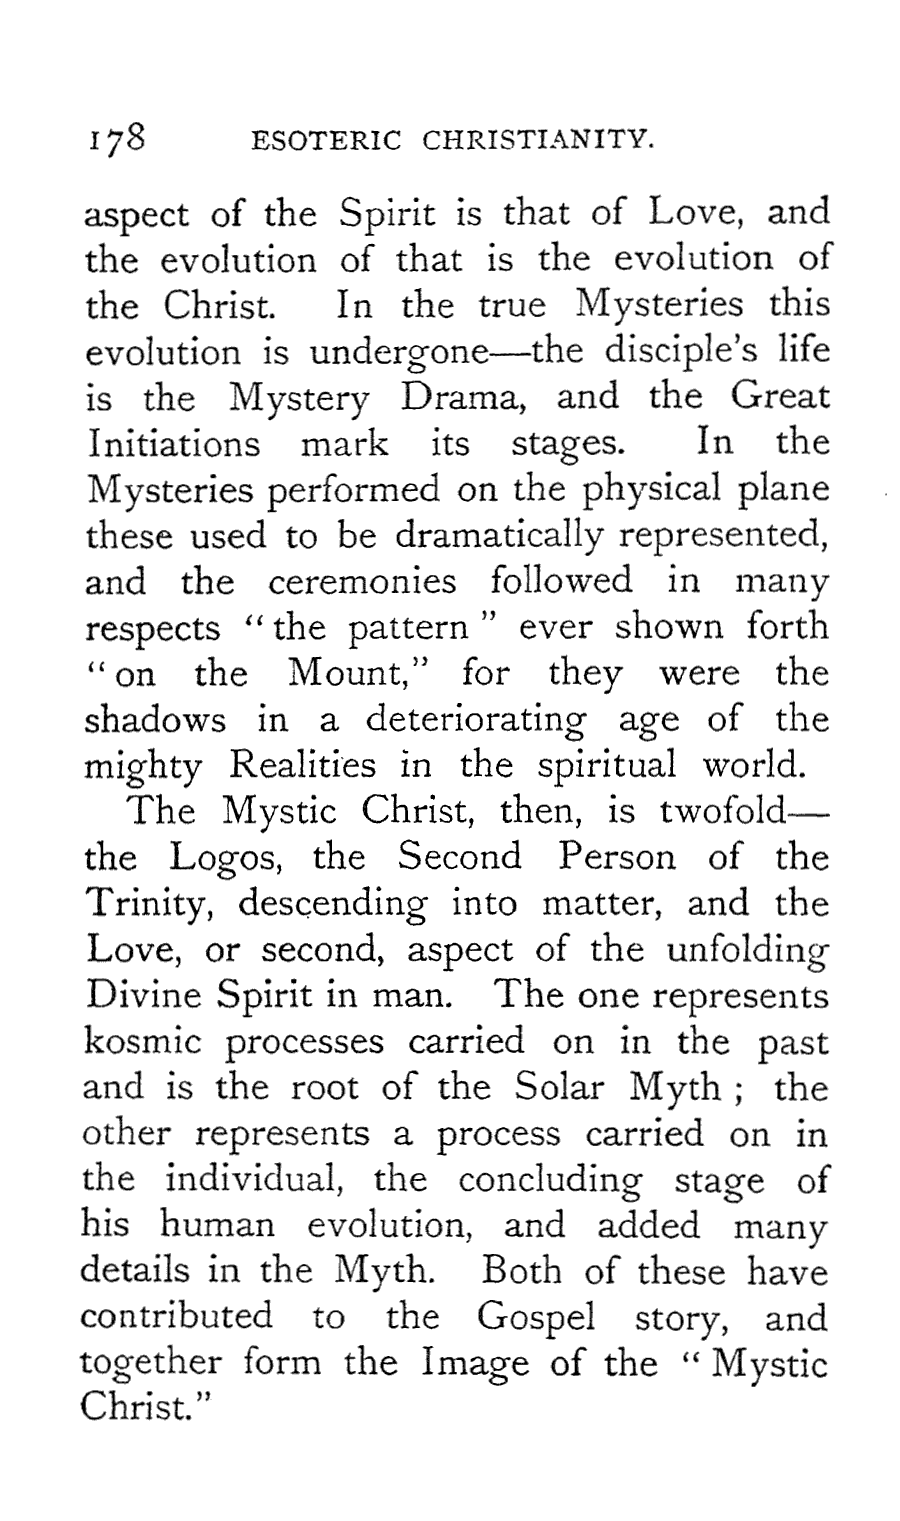 178 ESOTERIC CHRISTIANITY.
aspect of the Spirit is that of Love, and
the evolution of that is the evolution of
the Christ. In the true Mysteries this
evolution is undergone—the disciple's life
is the Mystery Drama, and the Great
Initiations mark its stages. In the
Mysteries performed on the physical plane
these used to be dramatically represented,
and the ceremonies followed in many
respects “the pattern” ever shown forth
“on the Mount,” for they were the
shadows in a deteriorating age of the
mighty Realities in the spiritual world.
The Mystic Christ, then, is twofold—
the Logos, the Second Person of the
Trinity, descending into matter, and the
Love, or second, aspect of the unfolding
Divine Spirit in man. The one represents
kosmic processes carried on in the past
and is the root of the Solar Myth; the
other represents a process carried on in
the individual, the concluding stage of
his human evolution, and added many
details in the Myth. Both of these have
contributed to the Gospel story, and
together form the Image of the “Mystic
Christ.”